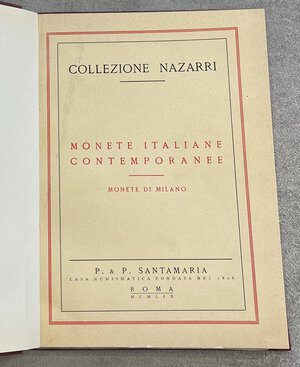 COLLEZIONE NAZARRI
MONETE ITALIANE
CONTEMPORANEE
MONETE DI MILANO
P. & P. SANTAMARIA
CASA NUMISMATICA FONDATA NEL 1898
ROMA
MCMLIX